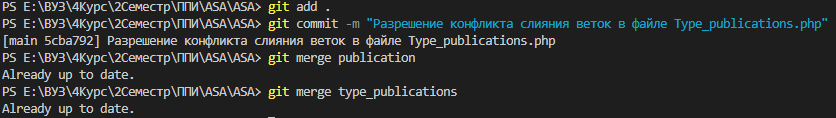 PS E:\ВУЗ\4Курс\2Семестр\ППИ\ASA\ASA> git add .
PS E:\ВУЗ\4Курс\2Семестр\ППИ\ASA\ASA> git commit -m "Разрешение конфликта слияния веток в файле Type_publications.php"
[main 5cba792] Разрешение конфликта слияния веток в файле Type_publications.php
PS E:\ВУЗ\4Курс\2Семестр\ППИ\ASA\ASA> git merge publication
Already up to date.
PS E:\ВУЗ\4Курс\2Семестр\ППИ\ASA\ASA> git merge type_publications
Already up to date.